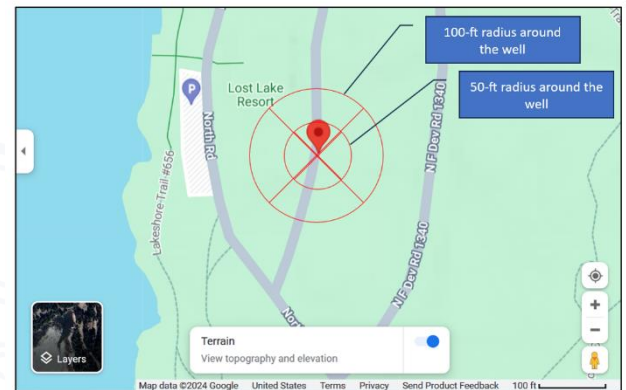 100-ft radius around
the well
50-ft radius around the
well
P
Lost Lake
Resort
North Rd
N F Dev Rd 1340
Lakeshore-Trail-#656
N F Dev Rd 1340
Layers
Terrain
View topography and elevation
+
−
Map data ©2024 Google United States Terms Privacy Send Product Feedback 100 ft